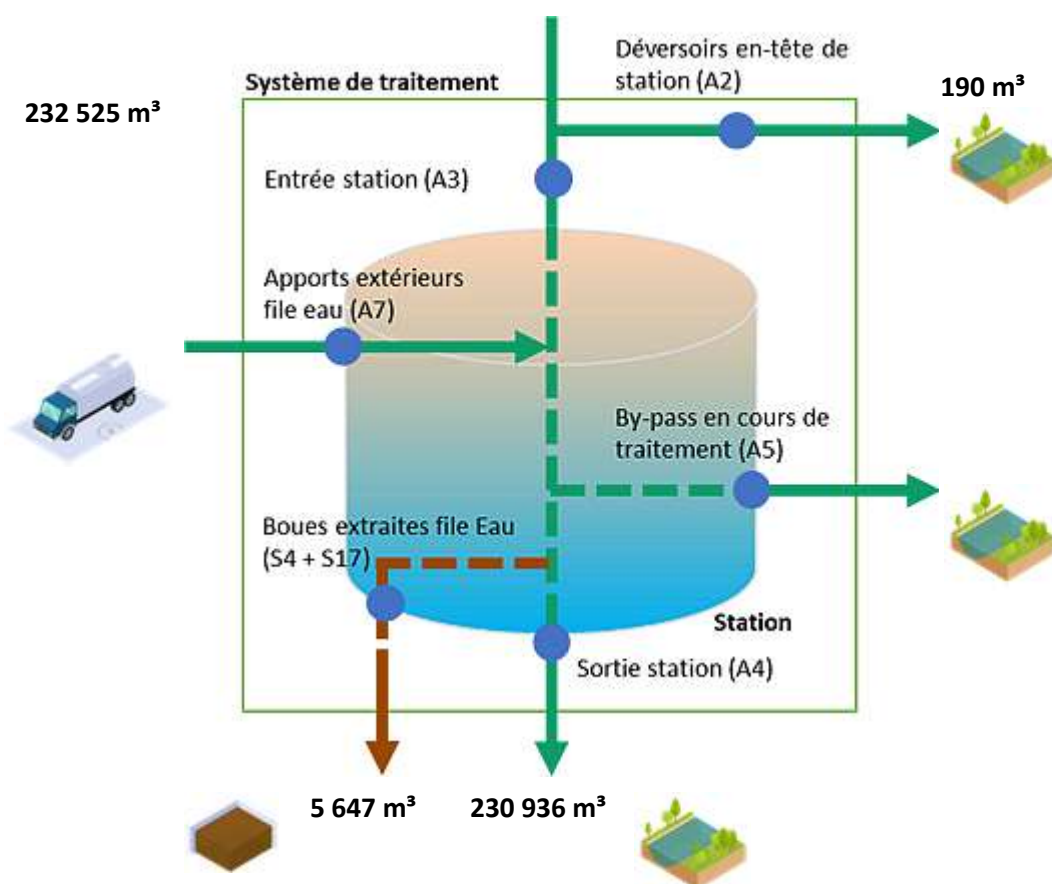 Déversoirs en-tête de
station (A2)
Système de traitement
190 m³
232 525 m³
Entrée station (A3)
Apports extérieurs
file eau (A7)
By-pass en cours de
traitement (A5)
Boues extraites file Eau
(S4 + S17)
Station
Sortie station (A4)
5 647 m³
230 936 m³